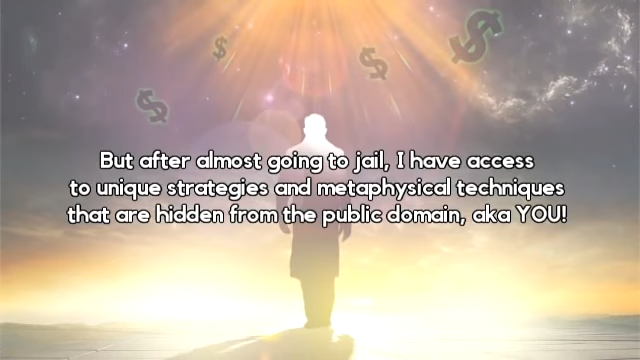 But after almost going to jail, I have access
to unique strategies and metaphysical techniques
that are hidden from the public domain, aka YOU!